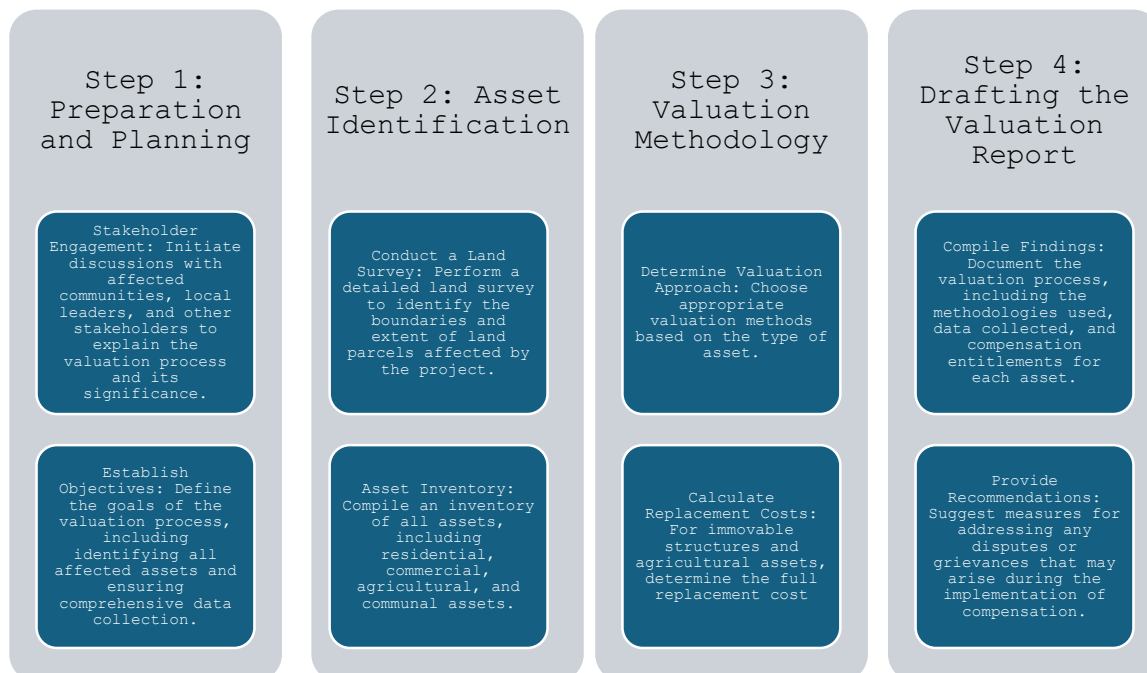 Step 1:
Preparation
and Planning
Stakeholder
Engagement: Initiate
discussions with
affected
communities, local
leaders, and other
stakeholders to
explain the
valuation process
and its
significance.
Establish
Objectives: Define
the goals of the
valuation process,
including
identifying all
affected assets and
ensuring
comprehensive data
collection.
Step 2: Asset
Identification
Conduct a Land
Survey: Perform a
detailed land survey
to identify the
boundaries and
extent of land
parcels affected by
the project.
Asset Inventory:
Compile an inventory
of all assets,
including
residential,
commercial,
agricultural, and
communal assets.
Step 3:
Valuation
Methodology
Determine Valuation
Approach: Choose
appropriate
valuation methods
based on the type of
asset.
Calculate
Replacement Costs:
For immovable
structures and
agricultural assets,
determine the full
replacement cost
Step 4:
Drafting the
Valuation
Report
Compile Findings:
Document the
valuation process,
including the
methodologies used,
data collected, and
compensation
entitlements for
each asset.
Provide
Recommendations:
Suggest measures for
addressing any
disputes or
grievances that may
arise during the
implementation of
compensation.